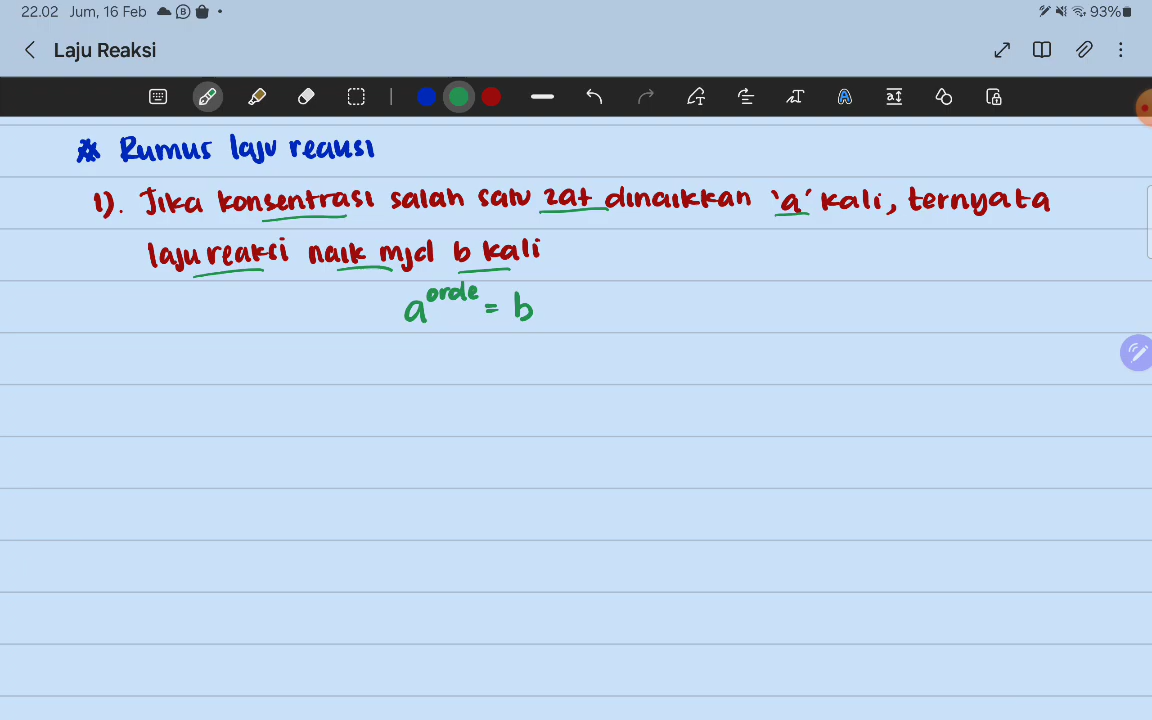 22.02 Jum, 16 Feb 93%
Laju Reaksi
Rumus laju reaksi
1). Jika konsentrasi salah satu zat dinaikkan 'a' kali, ternyata
laju reaksi naik mjd b kali
a^orde = b